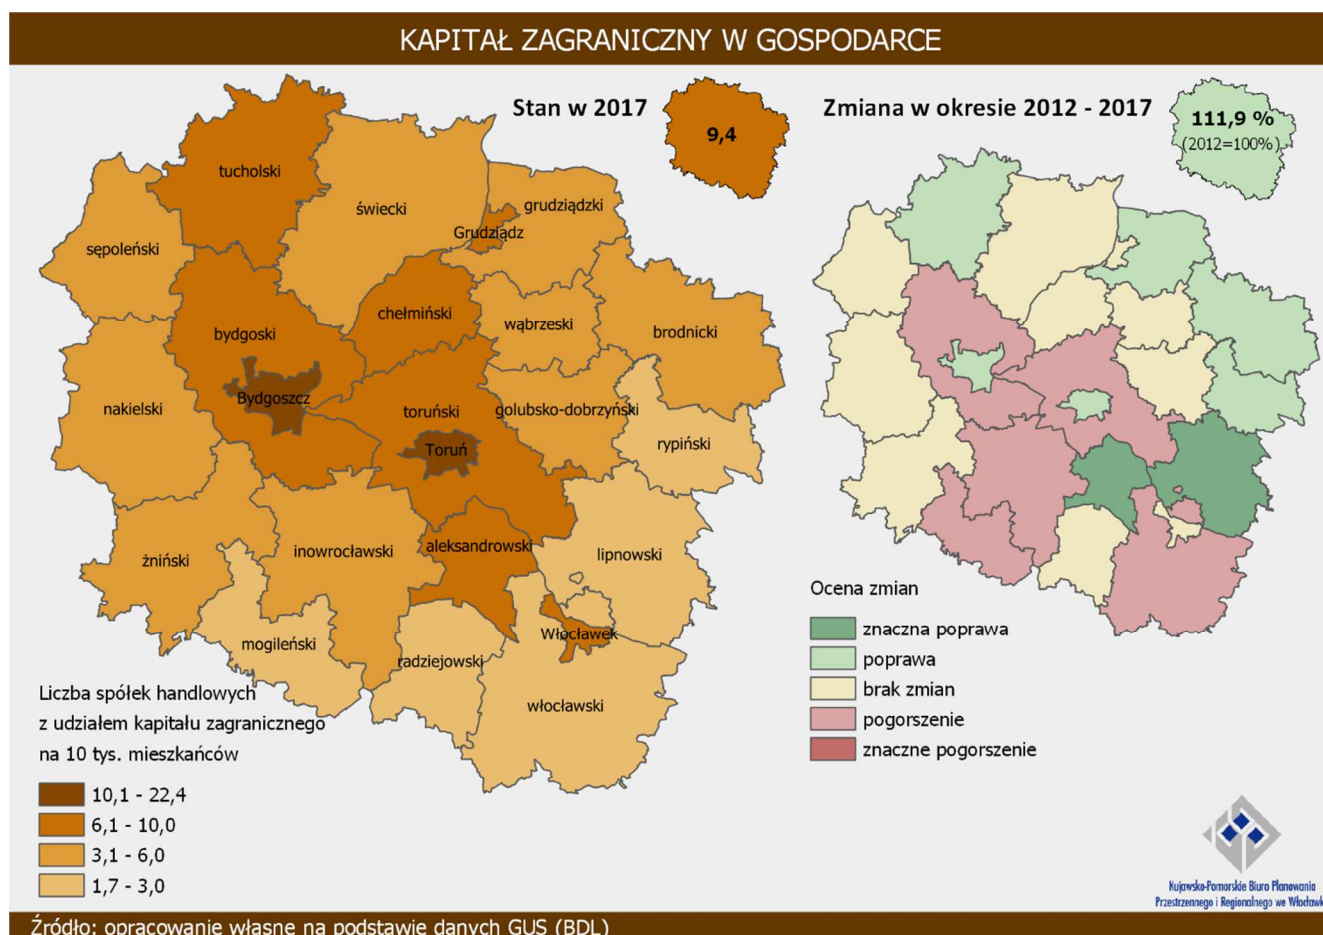 KAPITAŁ ZAGRANICZNY W GOSPODARCE
Stan w 2017
9,4
Zmiana w okresie 2012 - 2017
111,9 %
(2012=100%)
tucholski
świecki
grudziądzki
Grudziądz
sępoleński
chełmiński
wąbrzeski
brodnicki
bydgoski
Bydgoszcz
nakielski
toruński
golubsko-dobrzyński
Toruń
rypiński
aleksandrowski
inowrocławski
lipnowski
żniński
Włocławek
mogileński
radziejowski
włocławski
Liczba spółek handlowych
z udziałem kapitału zagranicznego
na 10 tys. mieszkańców
10,1 - 22,4
6,1 - 10,0
3,1 - 6,0
1,7 - 3,0
Ocena zmian
znaczna poprawa
poprawa
brak zmian
pogorszenie
znaczne pogorszenie
Kujawsko-Pomorskie Biuro Planowania
Przestrzennego i Regionalnego we Włocławk
Źródło: opracowanie własne na podstawie danych GUS (BDL)